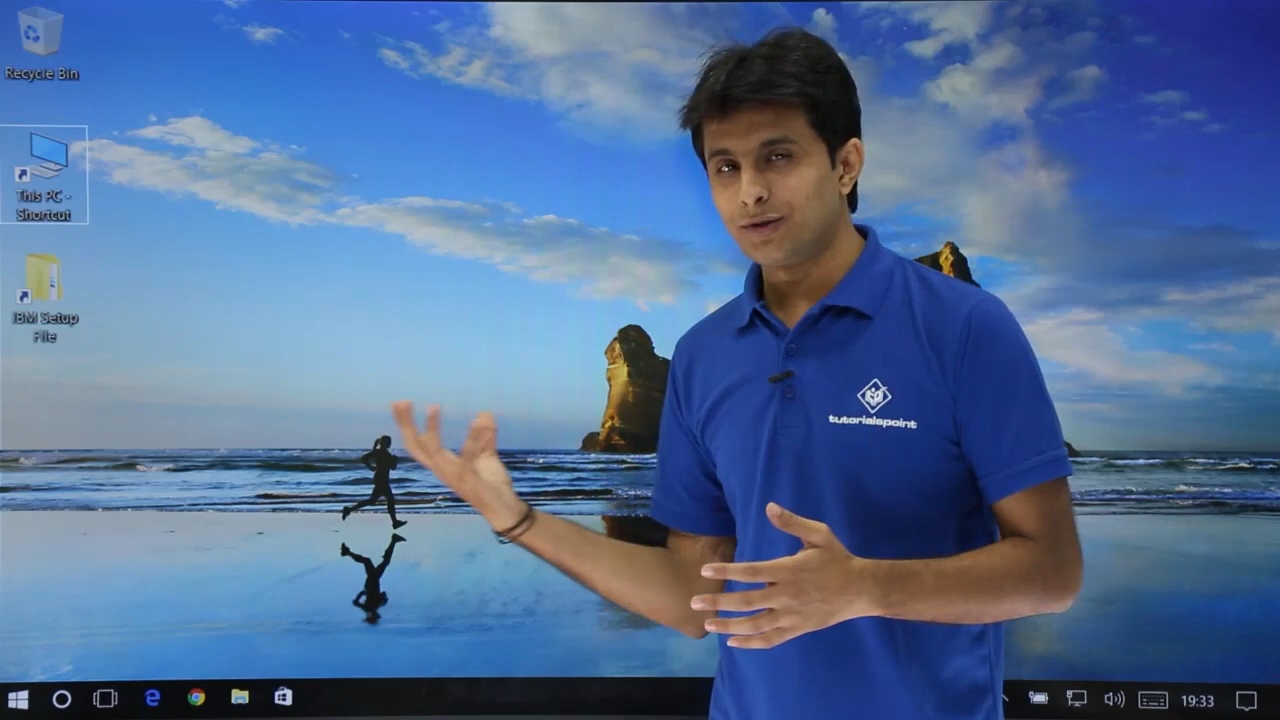 Recycle Bin
This PC -
Shortcut
IBM Setup
File
tutorialspoint
19:33